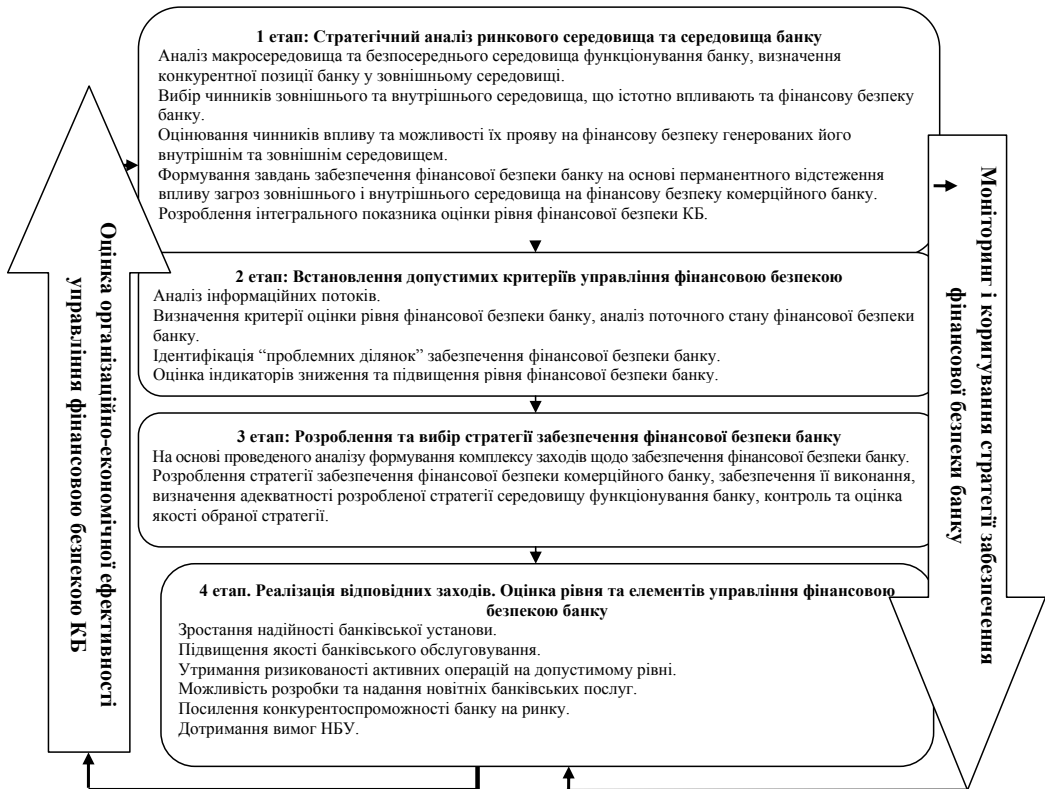 1 етап: Стратегічний аналіз ринкового середовища та середовища банку
Аналіз макросередовища та безпосереднього середовища функціонування банку, визначення
конкурентної позиції банку у зовнішньому середовищі.
Вибір чинників зовнішнього та внутрішнього середовища, що істотно впливають та фінансову безпеку
банку.
Оцінювання чинників впливу та можливості їх прояву на фінансову безпеку генерованих його
внутрішнім та зовнішнім середовищем.
Формування завдань забезпечення фінансової безпеки банку на основі перманентного відстеження
впливу загроз зовнішнього і внутрішнього середовища на фінансову безпеку комерційного банку.
Розроблення інтегрального показника оцінки рівня фінансової безпеки КБ.
2 етап: Встановлення допустимих критеріїв управління фінансовою безпекою
Аналіз інформаційних потоків.
Визначення критерії оцінки рівня фінансової безпеки банку, аналіз поточного стану фінансової безпеки
банку.
Ідентифікація “проблемних ділянок” забезпечення фінансової безпеки банку.
Оцінка індикаторів зниження та підвищення рівня фінансової безпеки банку.
3 етап: Розроблення та вибір стратегії забезпечення фінансової безпеки банку
На основі проведеного аналізу формування комплексу заходів щодо забезпечення фінансової безпеки банку.
Розроблення стратегії забезпечення фінансової безпеки комерційного банку, забезпечення її виконання,
визначення адекватності розробленої стратегії середовищу функціонування банку, контроль та оцінка
якості обраної стратегії.
4 етап. Реалізація відповідних заходів. Оцінка рівня та елементів управління фінансовою
безпекою банку
Зростання надійності банківської установи.
Підвищення якості банківського обслуговування.
Утримання ризикованості активних операцій на допустимому рівні.
Можливість розробки та надання новітніх банківських послуг.
Посилення конкурентоспроможності банку на ринку.
Дотримання вимог НБУ.
Оцінка організаційно-економічної ефективності
управління фінансовою безпекою КБ
Моніторинг і коригування стратегії забезпечення
фінансової безпеки банку